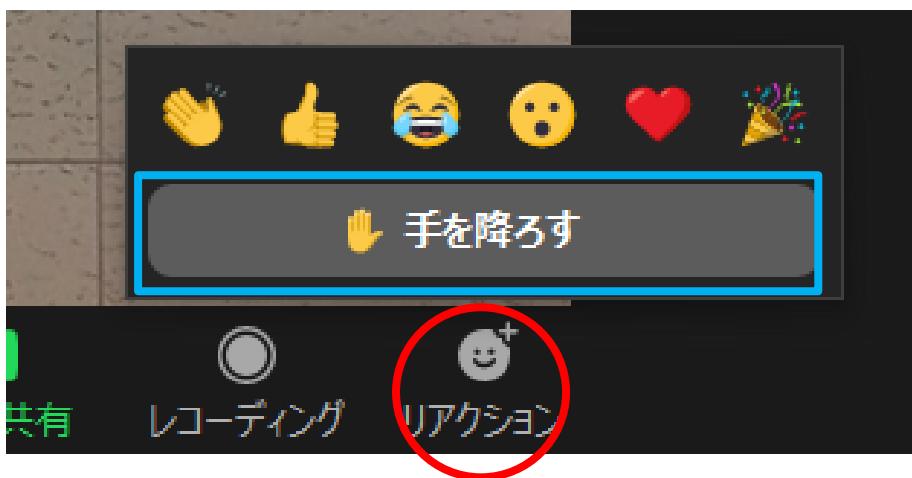 手を降ろす
共有
レコーディング
リアクション